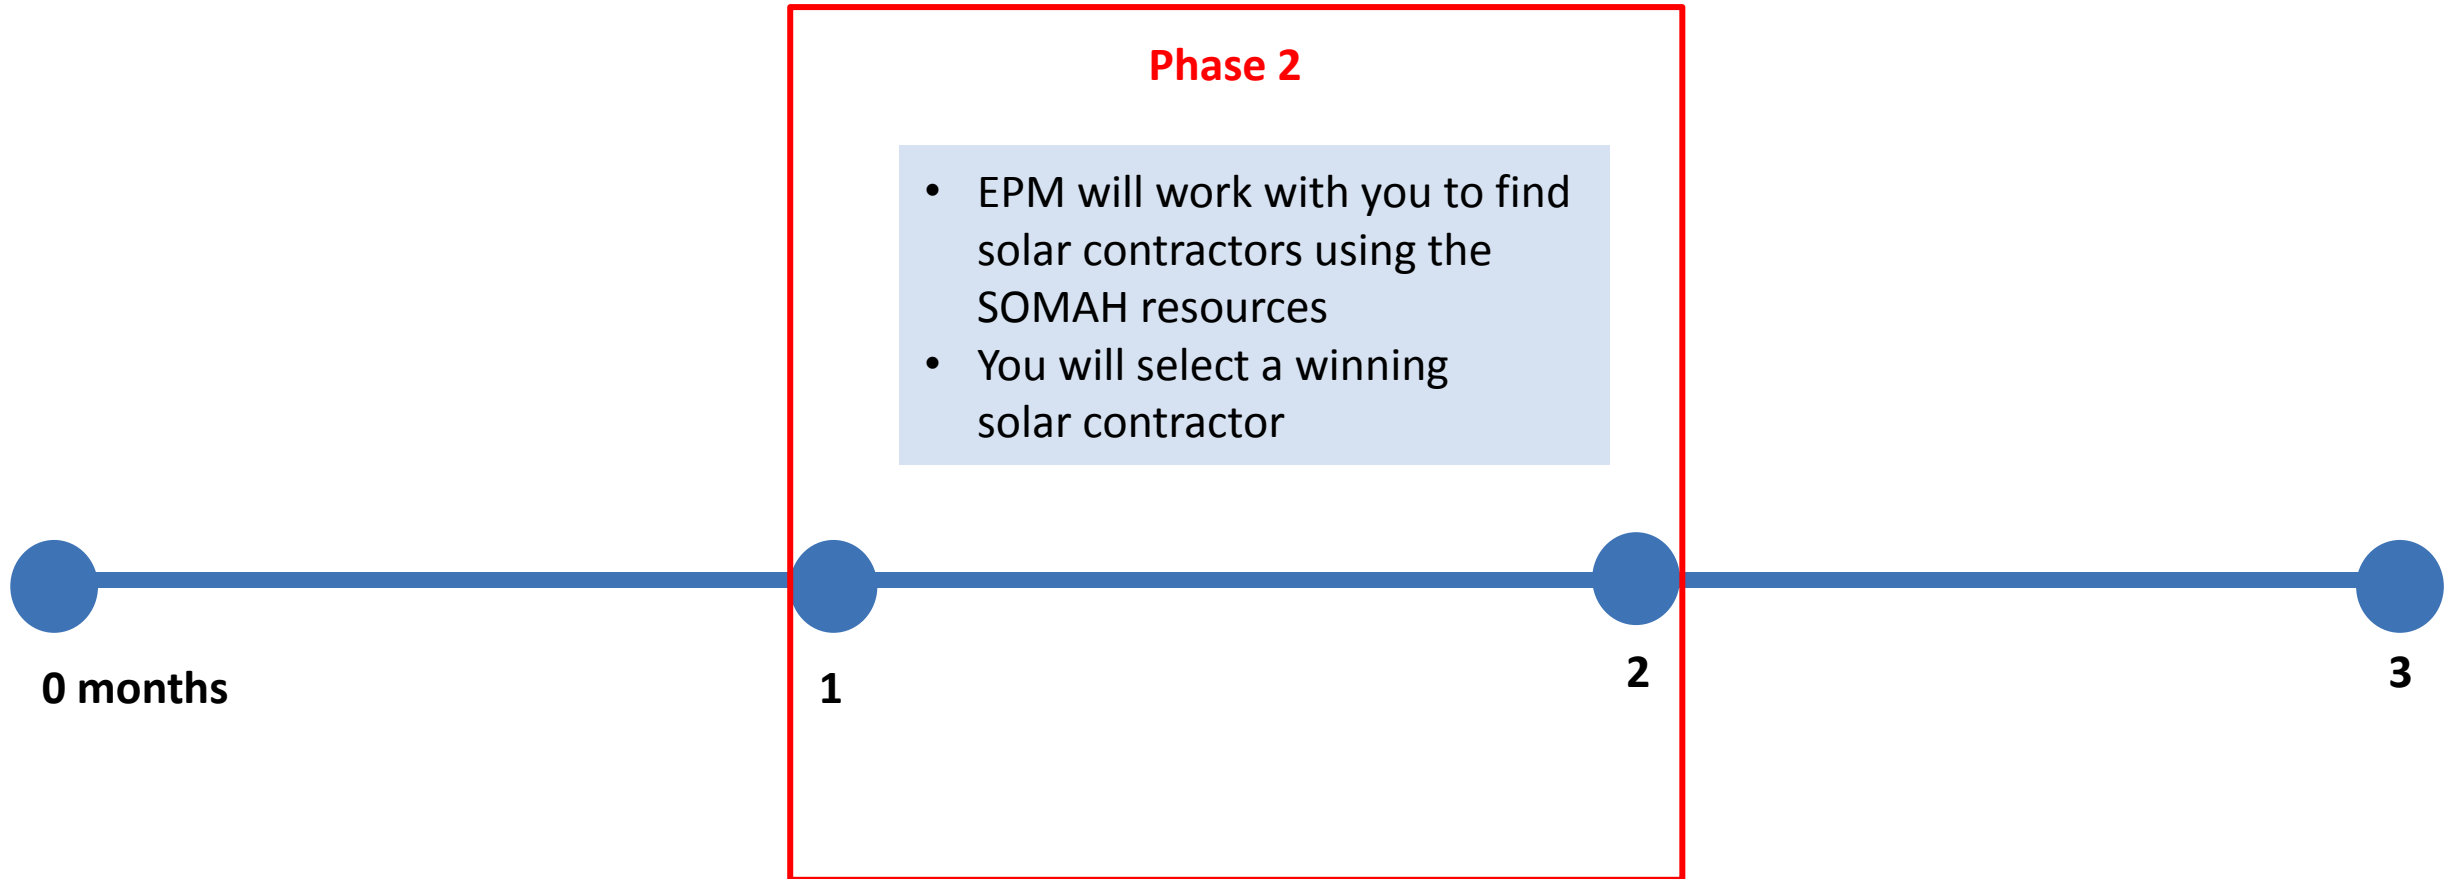 Phase 2
• EPM will work with you to find
solar contractors using the
SOMAH resources
• You will select a winning
solar contractor
0 months
1
2
3